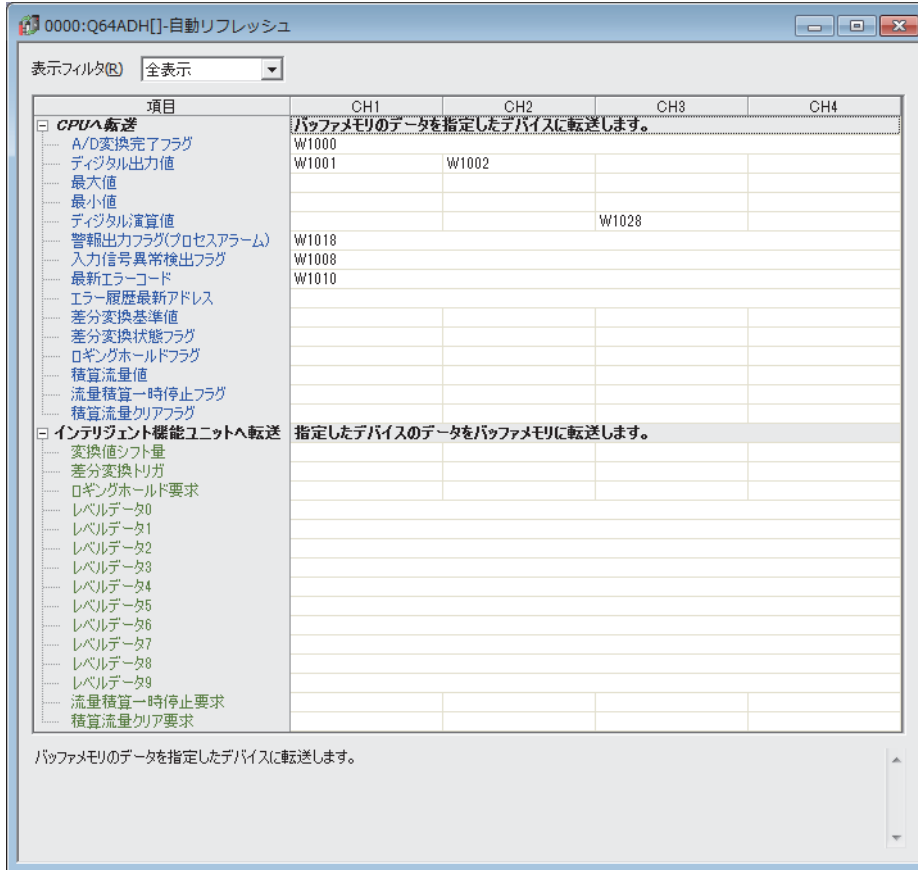 0000:Q64ADH[]-自動リフレッシュ
表示フィルタ(R) 全表示
項目 CH1 CH2 CH3 CH4
CPUへ転送 バッファメモリのデータを指定したデバイスに転送します。
A/D変換完了フラグ W1000
ディジタル出力値 W1001 W1002
最大値
最小値
ディジタル演算値 W1028
警報出力フラグ(プロセスアラーム) W1018
入力信号異常検出フラグ W1008
最新エラーコード W1010
エラー履歴最新アドレス
差分変換基準値
差分変換状態フラグ
ロギングホールドフラグ
積算流量値
流量積算一時停止フラグ
積算流量クリアフラグ
インテリジェント機能ユニットへ転送 指定したデバイスのデータをバッファメモリに転送します。
変換値シフト量
差分変換トリガ
ロギングホールド要求
レベルデータ0
レベルデータ1
レベルデータ2
レベルデータ3
レベルデータ4
レベルデータ5
レベルデータ6
レベルデータ7
レベルデータ8
レベルデータ9
流量積算一時停止要求
積算流量クリア要求
バッファメモリのデータを指定したデバイスに転送します。